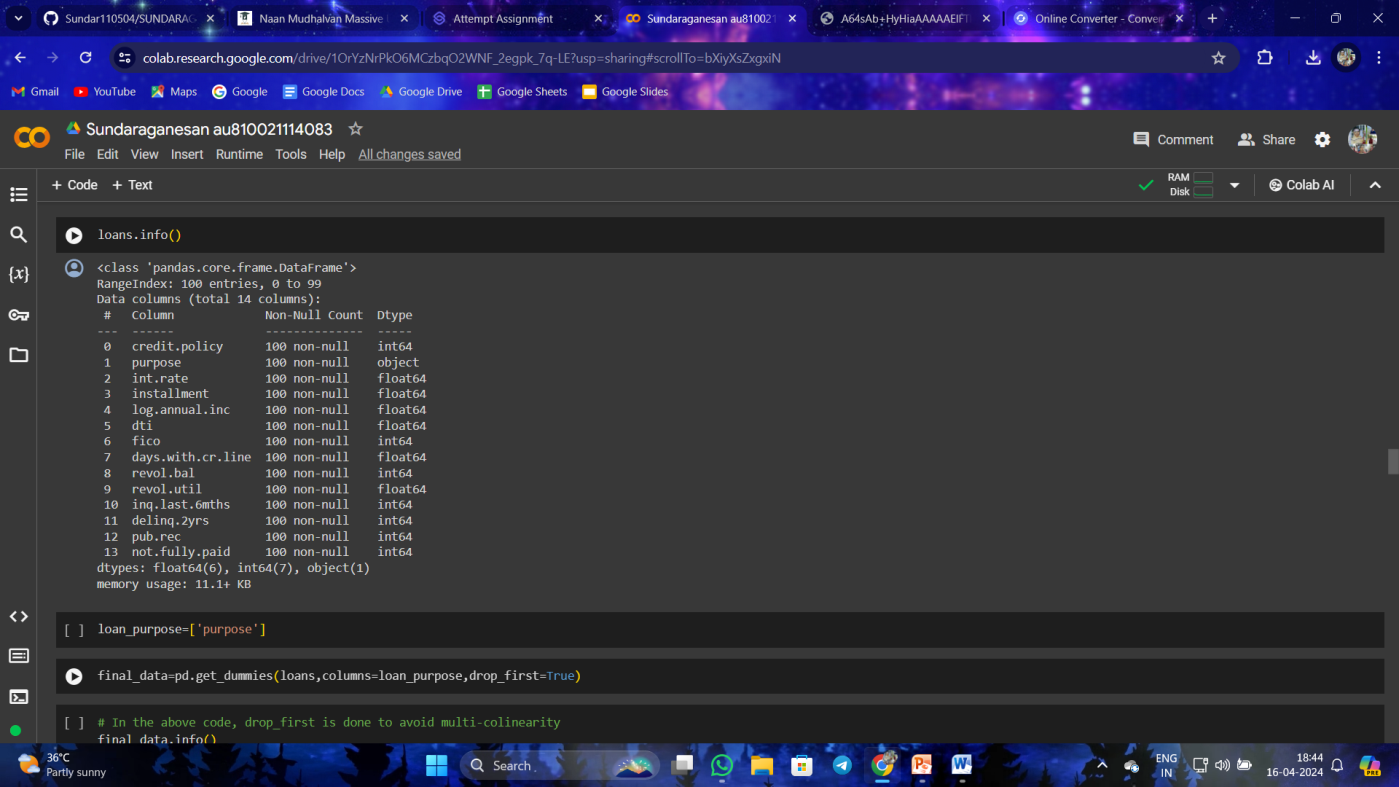 Sundar110504/SUNDARAG
Naan Mudhalvan Massive
Attempt Assignment
Sundaraganesan au810021
A64sAb+HyHiaAAAAAElFT
Online Converter - Conver
colab.research.google.com/drive/1OrYzNrPkO6MCzbqO2WNF_2egpk_7q-LE?usp=sharing#scrollTo=bXiyXsZxgxiN
Gmail YouTube Maps Google Google Docs Google Drive Google Sheets Google Slides
Sundaraganesan au810021114083
Comment Share
File Edit View Insert Runtime Tools Help All changes saved
+ Code + Text
RAM
Disk
Colab AI
loans.info()
<class 'pandas.core.frame.DataFrame'>
RangeIndex: 100 entries, 0 to 99
Data columns (total 14 columns):
# Column Non-Null Count Dtype
--- ------ -------------- -----
0 credit.policy 100 non-null int64
1 purpose 100 non-null object
2 int.rate 100 non-null float64
3 installment 100 non-null float64
4 log.annual.inc 100 non-null float64
5 dti 100 non-null float64
6 fico 100 non-null int64
7 days.with.cr.line 100 non-null float64
8 revol.bal 100 non-null int64
9 revol.util 100 non-null float64
10 inq.last.6mths 100 non-null int64
11 delinq.2yrs 100 non-null int64
12 pub.rec 100 non-null int64
13 not.fully.paid 100 non-null int64
dtypes: float64(6), int64(7), object(1)
memory usage: 11.1+ KB
[ ] loan_purpose=['purpose']
final_data=pd.get_dummies(loans,columns=loan_purpose,drop_first=True)
[ ] # In the above code, drop_first is done to avoid multi-colinearity
final_data.info()
36°C
Partly sunny
Search
ENG
IN
18:44
16-04-2024